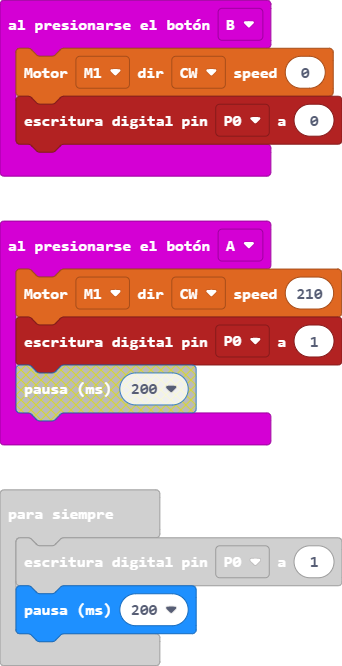 al presionarse el botón B
Motor M1 dir CW speed 0
escritura digital pin P0 a 0
al presionarse el botón A
Motor M1 dir CW speed 210
escritura digital pin P0 a 1
pausa (ms) 200
para siempre
escritura digital pin P0 a 1
pausa (ms) 200